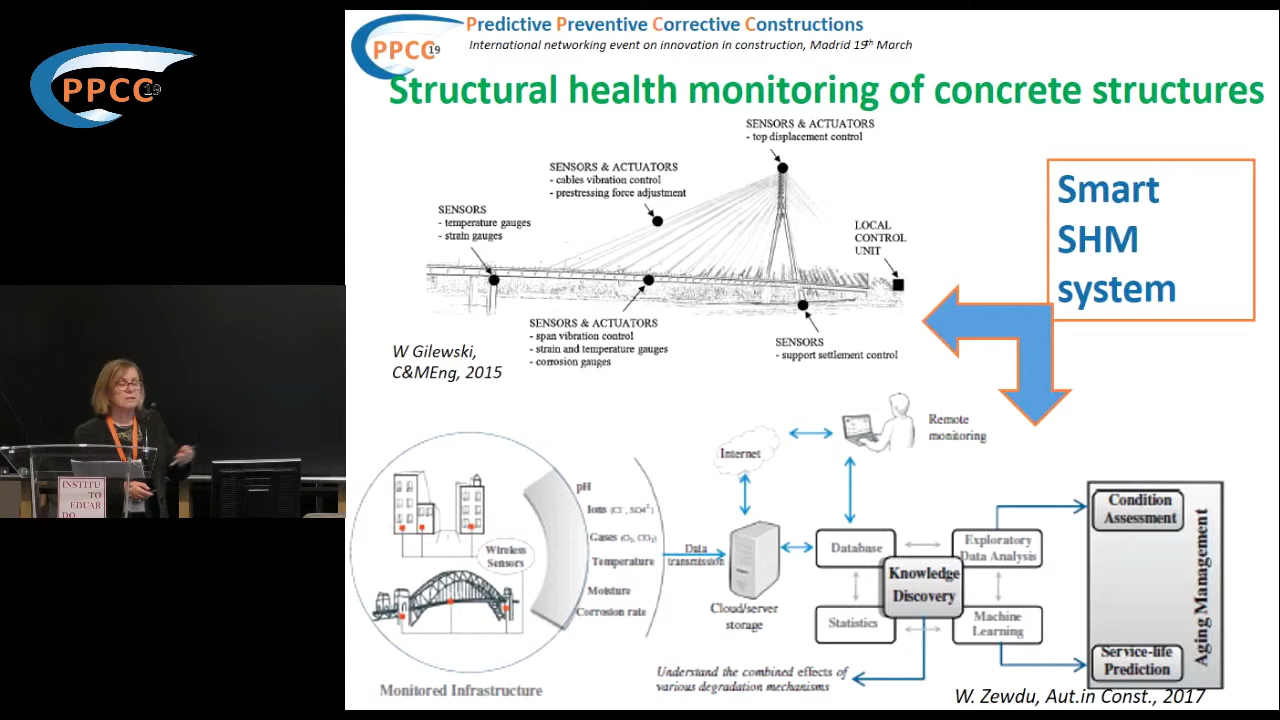 PPCC 19
Predictive Preventive Corrective Constructions
International networking event on innovation in construction, Madrid 19th March
PPCC 19
Structural health monitoring of concrete structures
SENSORS & ACTUATORS
- top displacement control
SENSORS & ACTUATORS
- cables vibration control
- prestressing force adjustment
SENSORS
- temperature gauges
- strain gauges
LOCAL
CONTROL
UNIT
Smart
SHM
system
SENSORS & ACTUATORS
- span vibration control
- strain and temperature gauges
- corrosion gauges
SENSORS
- support settlement control
W Gilewski,
C&MEng, 2015
Remote
monitoring
Internet
pH
Ions (Cl⁻, SO4²⁻)
Gases (O2, CO2)
Temperature
Moisture
Corrosion rate
Wireless
Sensors
Data
transmission
Cloud/server
storage
Database
Exploratory
Data Analysis
Knowledge
Discovery
Statistics
Machine
Learning
Condition
Assessment
Service-life
Prediction
Aging Management
Understand the combined effects of
various degradation mechanisms
Monitored Infrastructure
W. Zewdu, Aut.in Const., 2017
INSTITU
TO
EDUAR
DO